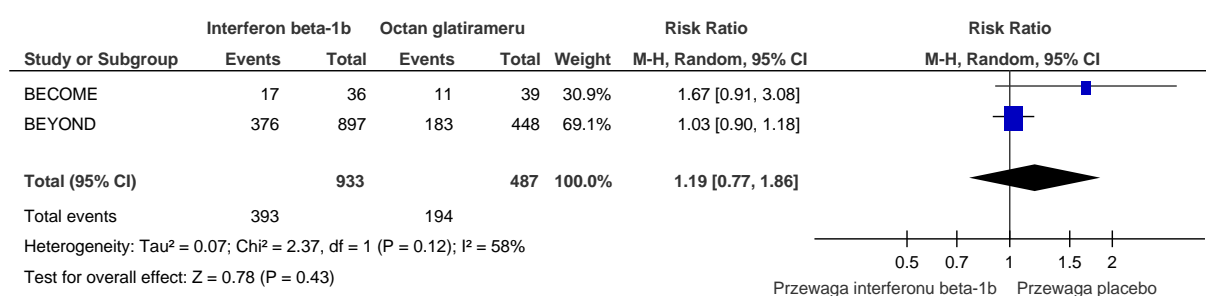 Interferon beta-1b Octan glatirameru Risk Ratio Risk Ratio
Study or Subgroup Events Total Events Total Weight M-H, Random, 95% CI M-H, Random, 95% CI
BECOME 17 36 11 39 30.9% 1.67 [0.91, 3.08]
BEYOND 376 897 183 448 69.1% 1.03 [0.90, 1.18]
Total (95% CI) 933 487 100.0% 1.19 [0.77, 1.86]
Total events 393 194
Heterogeneity: Tau² = 0.07; Chi² = 2.37, df = 1 (P = 0.12); I² = 58%
Test for overall effect: Z = 0.78 (P = 0.43)
0.5 0.7 1 1.5 2
Przewaga interferonu beta-1b Przewaga placebo